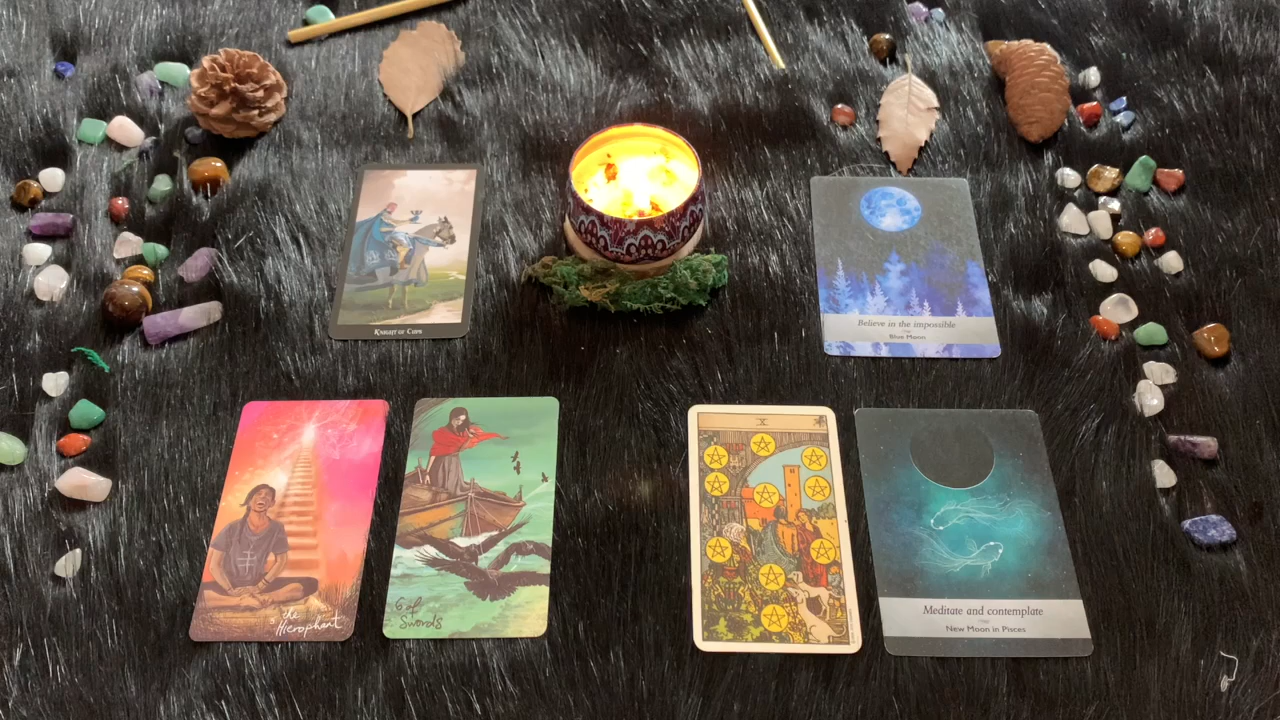 Knight of Cups
Believe in the impossible
Blue Moon
5 the
Hierophant
6 of
Swords
X
Meditate and contemplate
New Moon in Pisces